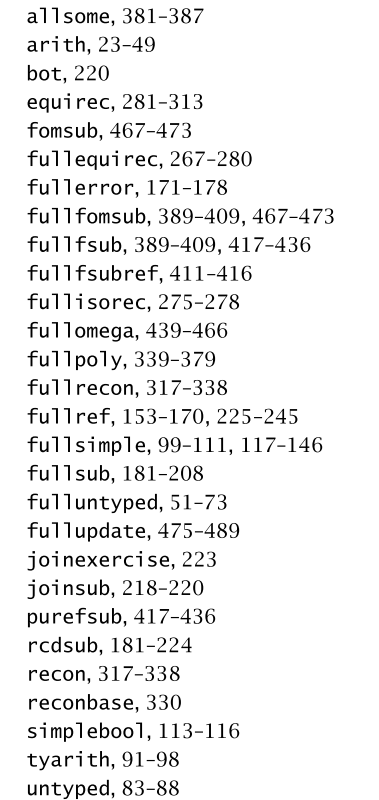 allsome, 381–387
arith, 23–49
bot, 220
equirec, 281–313
fomsub, 467–473
fullequirec, 267–280
fullerror, 171–178
fullfomsub, 389–409, 467–473
fullfsub, 389–409, 417–436
fullfsubref, 411–416
fullisorec, 275–278
fullomega, 439–466
fullpoly, 339–379
fullrecon, 317–338
fullref, 153–170, 225–245
fullsimple, 99–111, 117–146
fullsub, 181–208
fulluntyped, 51–73
fullupdate, 475–489
joinexercise, 223
joinsub, 218–220
purefsub, 417–436
rcdsub, 181–224
recon, 317–338
reconbase, 330
simplebool, 113–116
tyarith, 91–98
untyped, 83–88